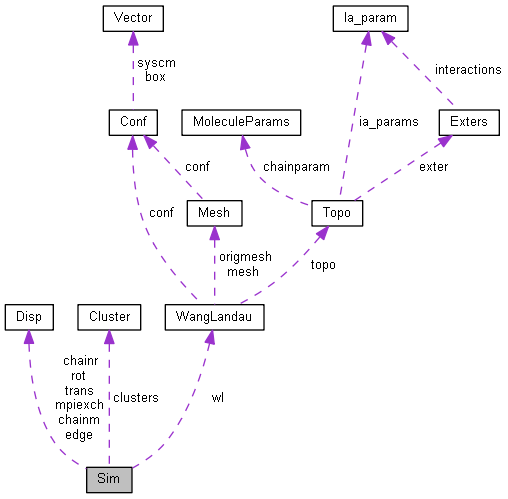 Vector
Ia_param
syscm
box
interactions
Conf
MoleculeParams
ia_params
Exters
conf
chainparam
exter
conf
Mesh
Topo
origmesh
mesh
topo
Disp
Cluster
WangLandau
chainr
rot
trans
mpiexch
chainm
edge
clusters
wl
Sim